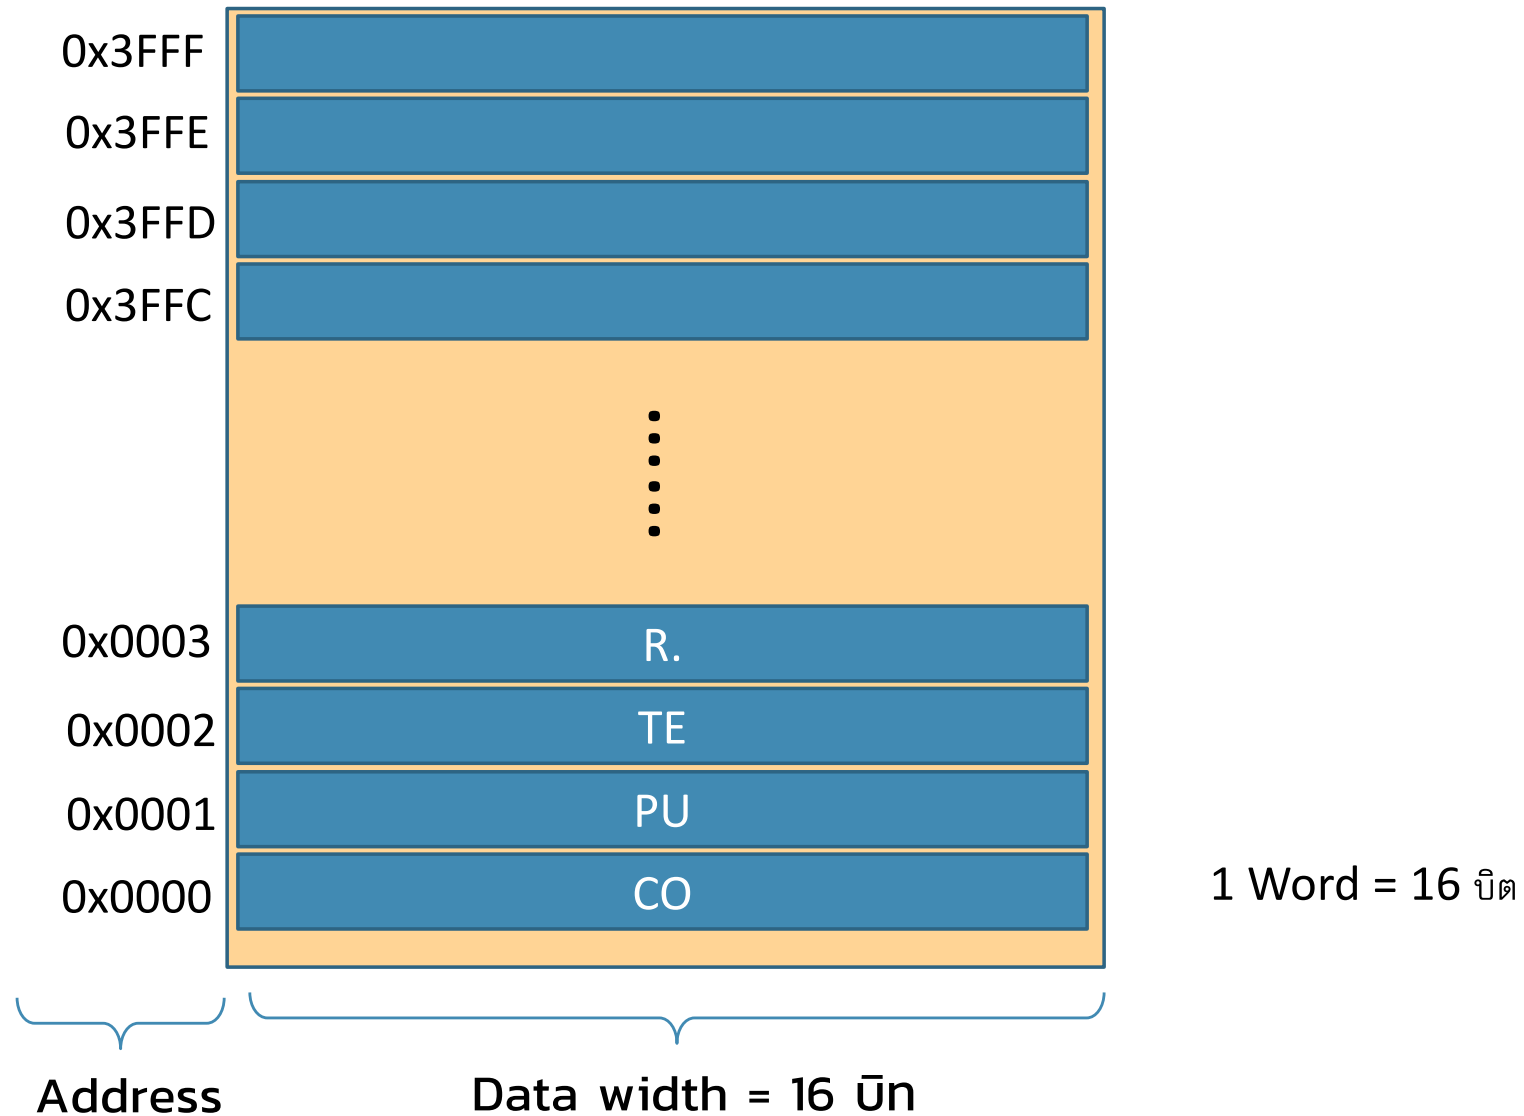 0x3FFF
0x3FFE
0x3FFD
0x3FFC
0x0003 R.
0x0002 TE
0x0001 PU
0x0000 CO
1 Word = 16 บิต
Address
Data width = 16 บิต